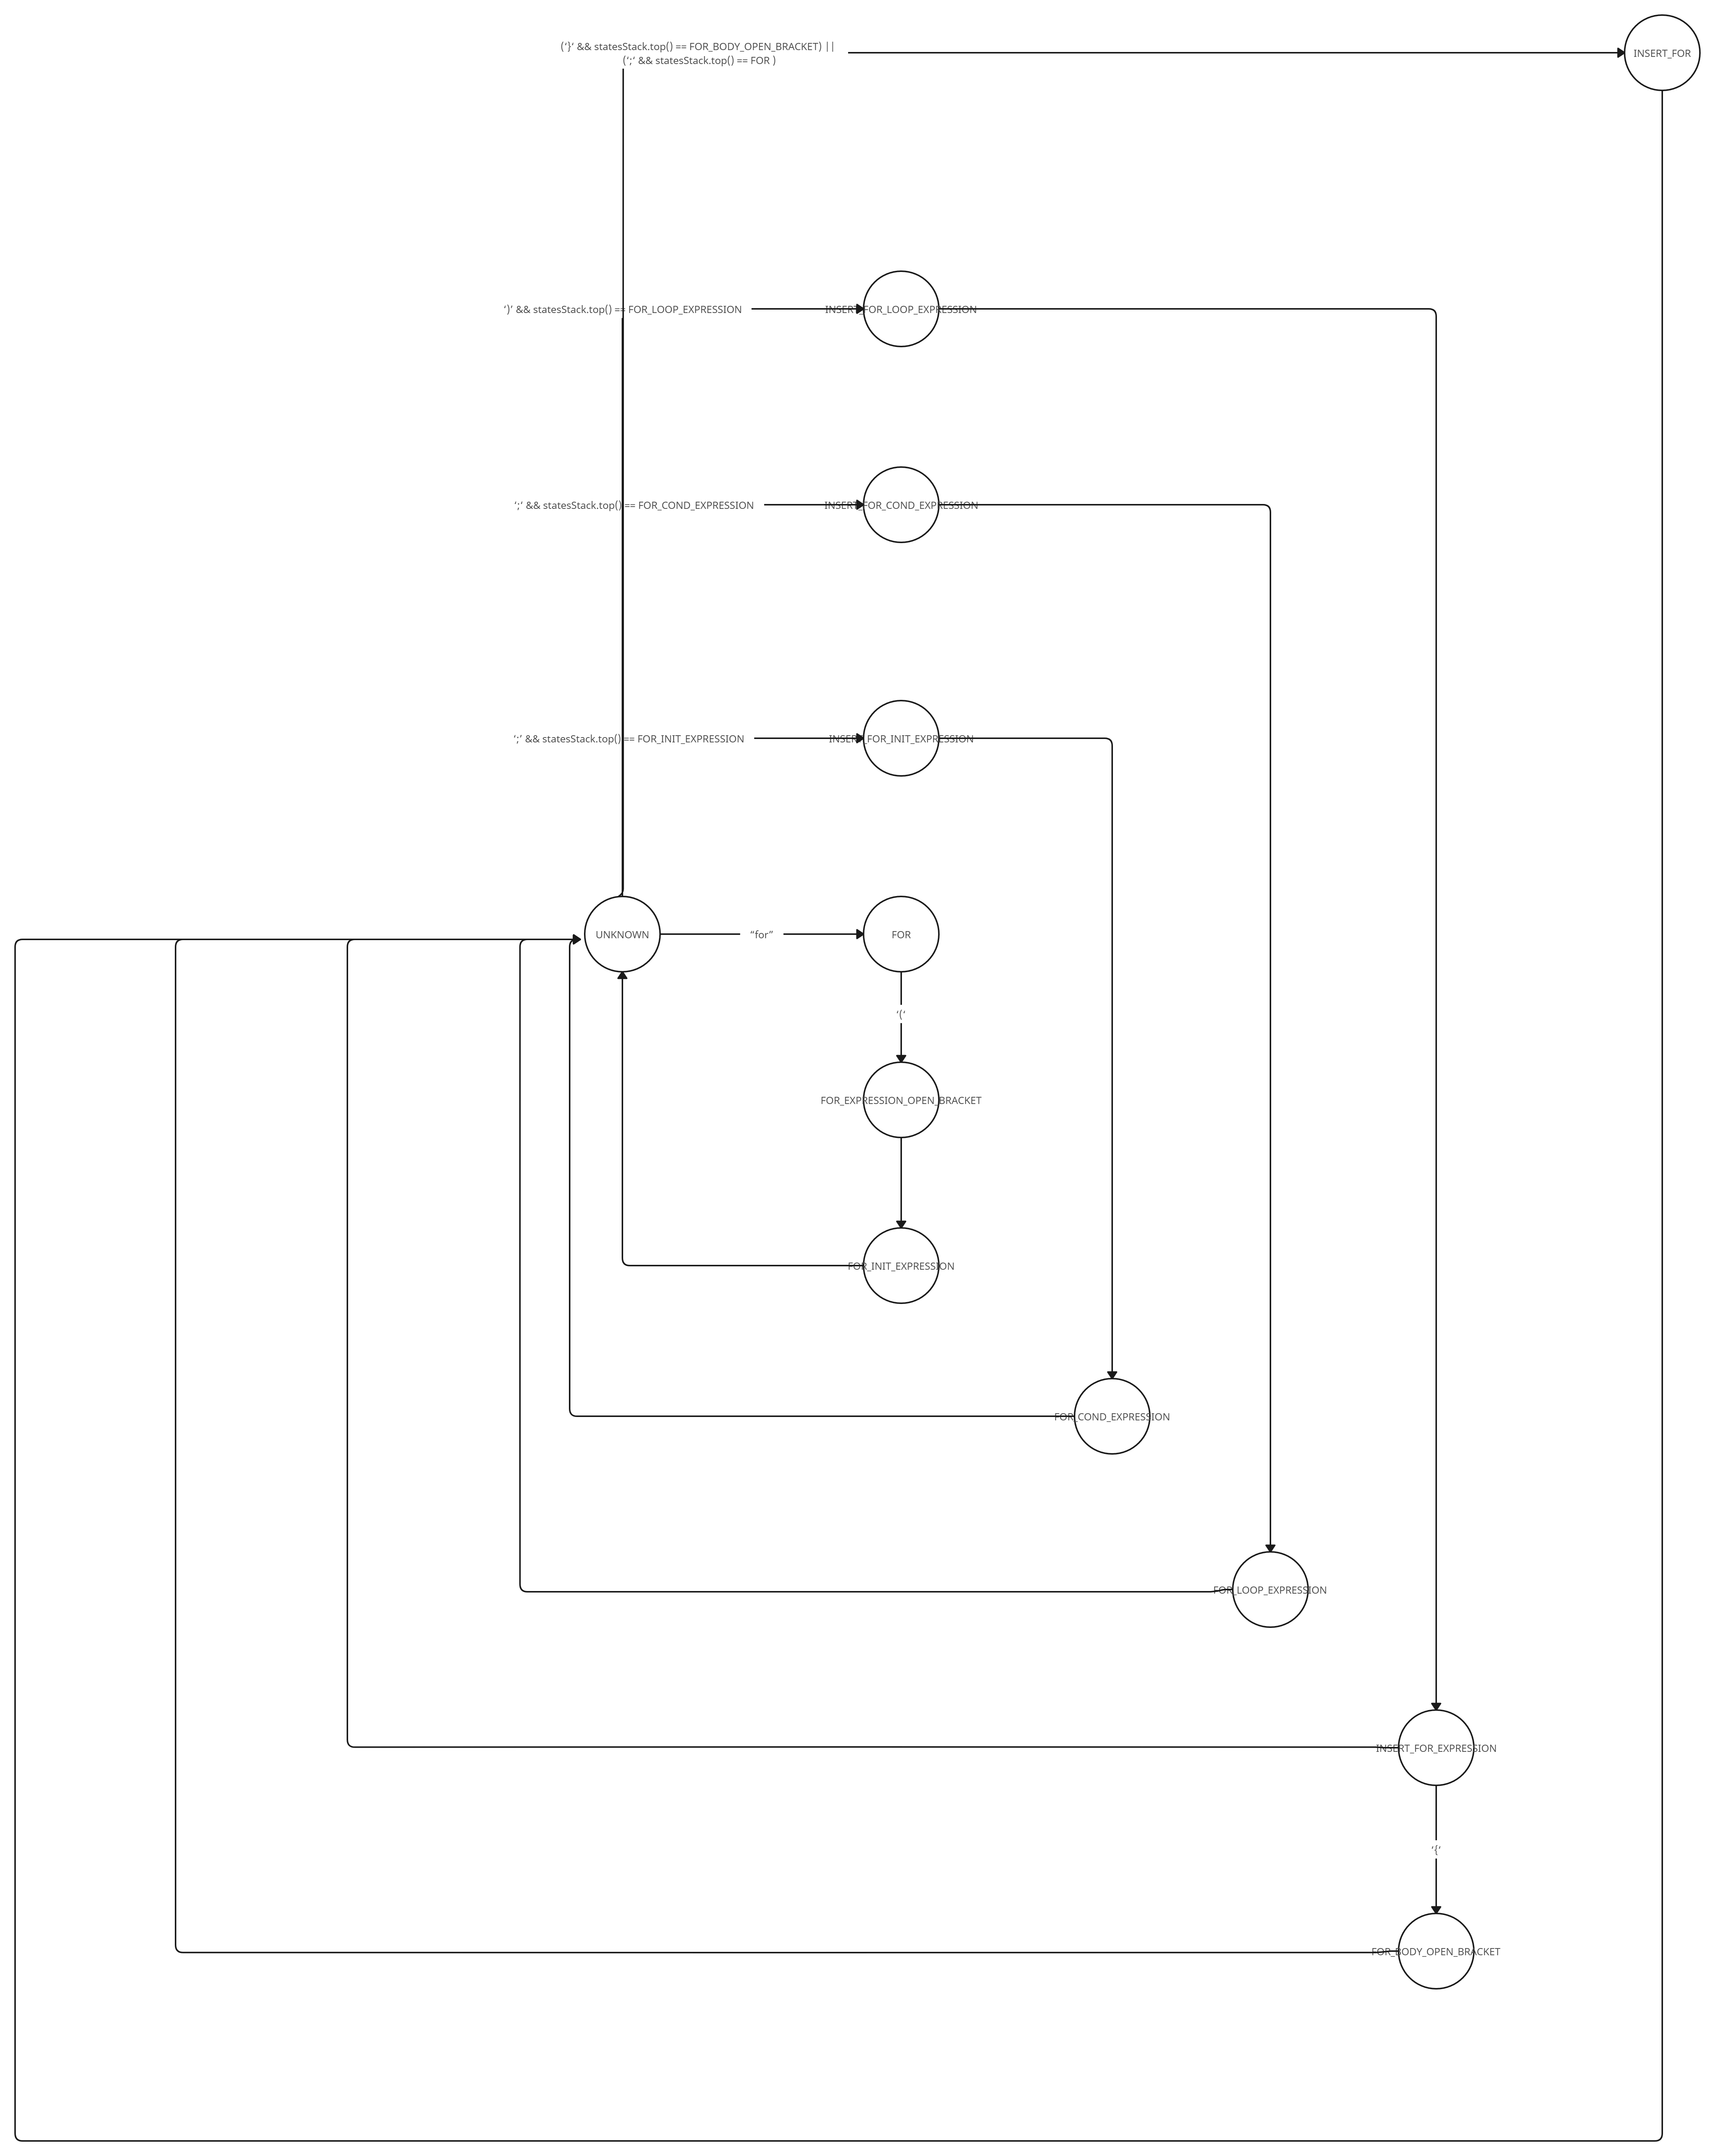 (‘}’ && statesStack.top() == FOR_BODY_OPEN_BRACKET) ||
(‘;’ && statesStack.top() == FOR )
INSERT_FOR
‘)’ && statesStack.top() == FOR_LOOP_EXPRESSION
INSERT_FOR_LOOP_EXPRESSION
‘;’ && statesStack.top() == FOR_COND_EXPRESSION
INSERT_FOR_COND_EXPRESSION
‘;’ && statesStack.top() == FOR_INIT_EXPRESSION
INSERT_FOR_INIT_EXPRESSION
UNKNOWN
“for”
FOR
‘(‘
FOR_EXPRESSION_OPEN_BRACKET
FOR_INIT_EXPRESSION
FOR_COND_EXPRESSION
FOR_LOOP_EXPRESSION
INSERT_FOR_EXPRESSION
‘{‘
FOR_BODY_OPEN_BRACKET